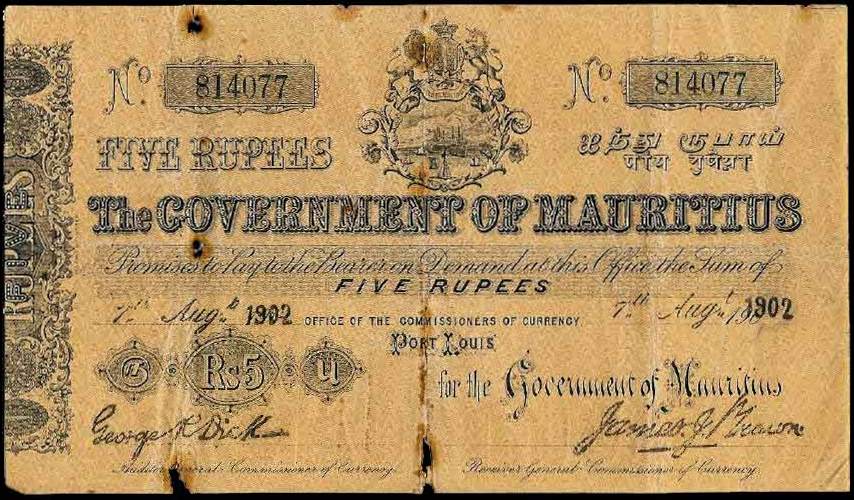 No 814077
No. 814077
FIVE RUPEES
ஐந்து ரூபாய்
The GOVERNMENT OF MAURITIUS
Promises to Pay to the Bearer on Demand at this Office the Sum of
FIVE RUPEES
7th Augt 1902
7th Augt 1902
OFFICE OF THE COMMISSIONERS OF CURRENCY
PORT LOUIS
Rs 5
for the Government of Mauritius
George R Dick
James J Brown
Auditor General-Commissioner of Currency
Receiver General-Commissioner of Currency
FIVE